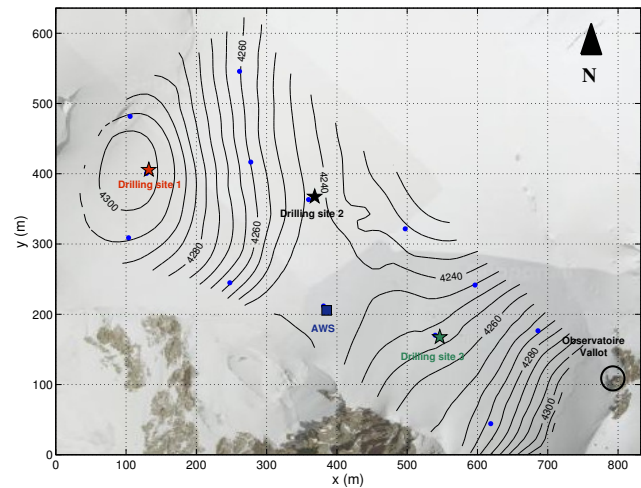 600
500
400
300
200
100
0
y (m)
0
100
200
300
400
500
600
700
800
x (m)
4260
N
4240
Drilling site 1
4300
Drilling site 2
4260
4280
4240
AWS
4260
Drilling site 3
Observatoire
Vallot
4280
4300